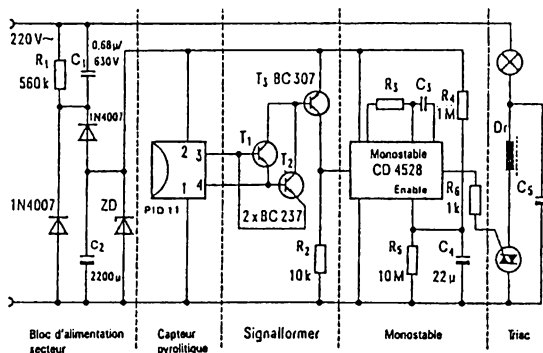 220V~
R1
560k
0,68µ/
630V
C1
1N4007
1N4007
ZD
C2
2200µ
2
3
1
4
PID 11
T1
T2
2xBC 237
T3 BC 307
R2
10k
R3
C3
Monostable
CD 4528
Enable
R4
1M
R6
1k
R5
10M
C4
22µ
Dr
C5
Bloc d'alimentation
secteur
Capteur
pyrolitique
Signalformer
Monostable
Triac